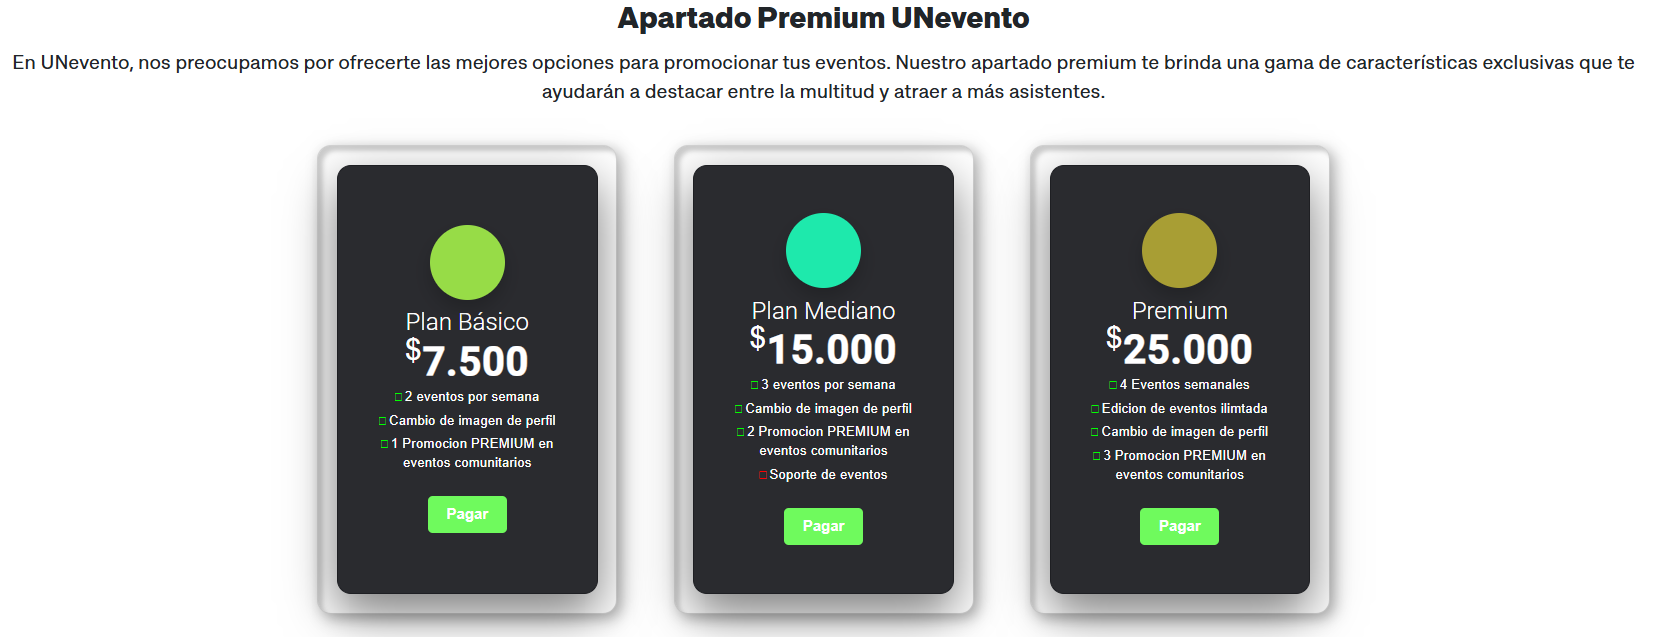 Apartado Premium UNevento
En UNevento, nos preocupamos por ofrecerte las mejores opciones para promocionar tus eventos. Nuestro apartado premium te brinda una gama de características exclusivas que te
ayudarán a destacar entre la multitud y atraer a más asistentes.
Plan Básico
$7.500
2 eventos por semana
Cambio de imagen de perfil
1 Promocion PREMIUM en
eventos comunitarios
Pagar
Plan Mediano
$15.000
3 eventos por semana
Cambio de imagen de perfil
2 Promocion PREMIUM en
eventos comunitarios
Soporte de eventos
Pagar
Premium
$25.000
4 Eventos semanales
Edicion de eventos ilimtada
Cambio de imagen de perfil
3 Promocion PREMIUM en
eventos comunitarios
Pagar